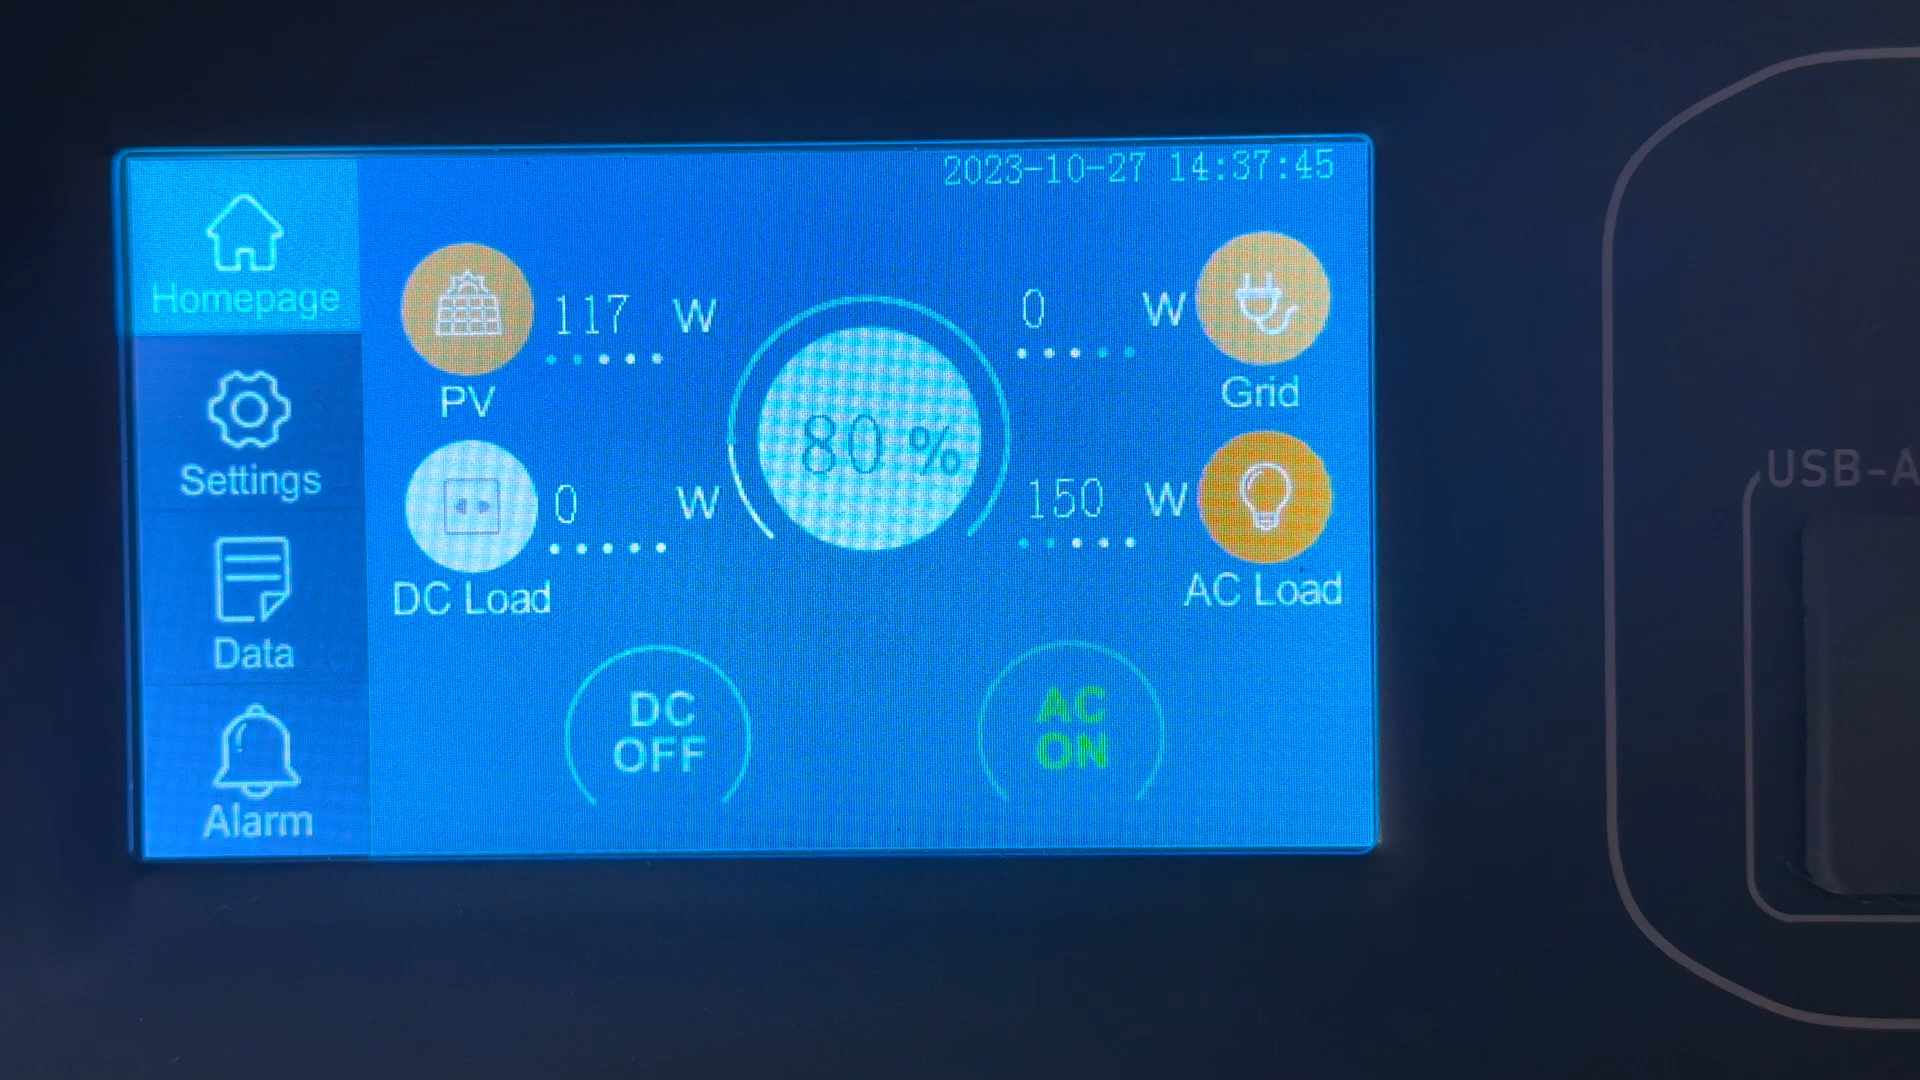 2023-10-27 14:37:45
Homepage
Settings
Data
Alarm
117 W
PV
0 W
Grid
80 %
0 W
DC Load
150 W
AC Load
DC
OFF
AC
ON
USB-A